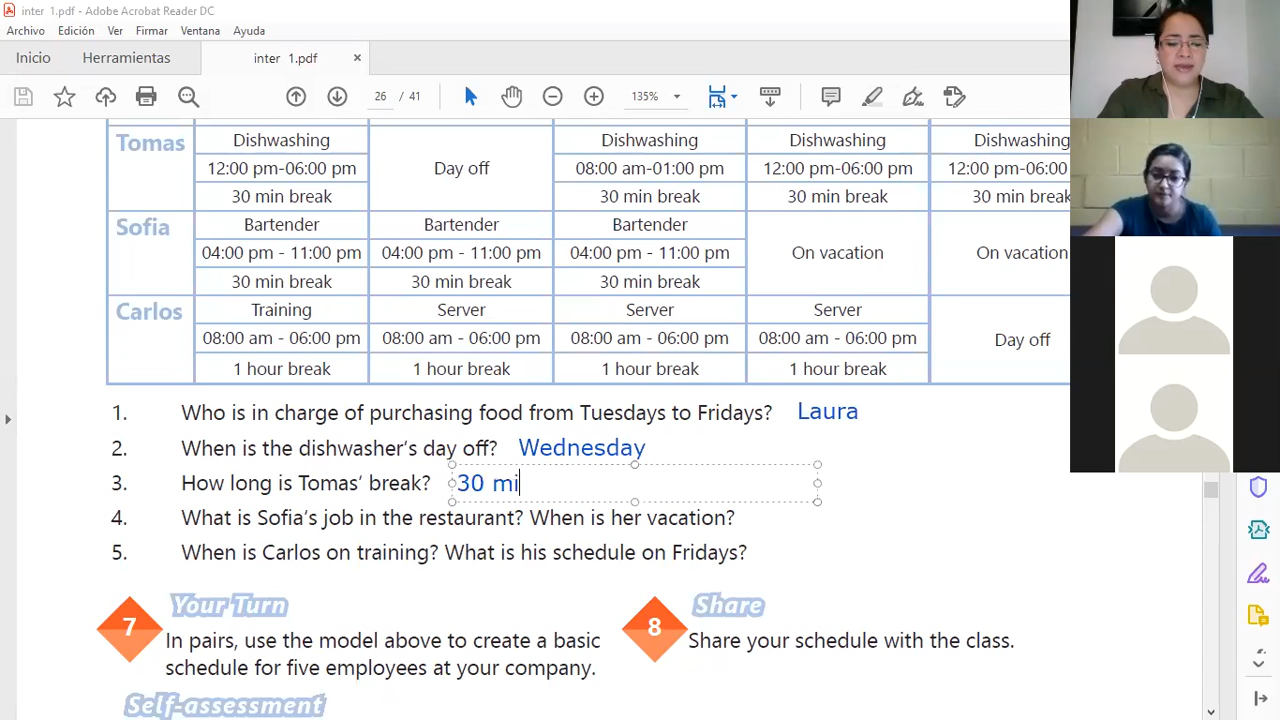 inter 1.pdf - Adobe Acrobat Reader DC
Archivo Edición Ver Firmar Ventana Ayuda
Inicio Herramientas inter 1.pdf ×
26 / 41 135%
Tomas Dishwashing Day off Dishwashing Dishwashing Dishwashing
12:00 pm-06:00 pm 08:00 am-01:00 pm 12:00 pm-06:00 pm 12:00 pm-06:00
30 min break 30 min break 30 min break 30 min break
Sofia Bartender Bartender Bartender On vacation On vacation
04:00 pm - 11:00 pm 04:00 pm - 11:00 pm 04:00 pm - 11:00 pm
30 min break 30 min break 30 min break
Carlos Training Server Server Server Day off
08:00 am - 06:00 pm 08:00 am - 06:00 pm 08:00 am - 06:00 pm 08:00 am - 06:00 pm
1 hour break 1 hour break 1 hour break 1 hour break
1. Who is in charge of purchasing food from Tuesdays to Fridays? Laura
2. When is the dishwasher's day off? Wednesday
3. How long is Tomas' break? 30 mi
4. What is Sofia's job in the restaurant? When is her vacation?
5. When is Carlos on training? What is his schedule on Fridays?
7 Your Turn
In pairs, use the model above to create a basic
schedule for five employees at your company.
8 Share
Share your schedule with the class.
Self-assessment